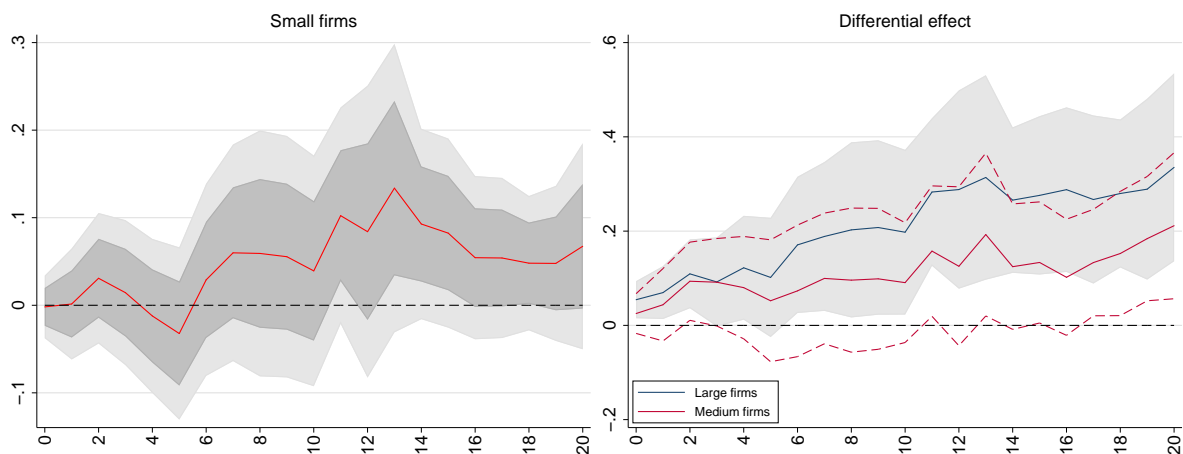 Small firms
.3
.2
.1
0
-.1
0 2 4 6 8 10 12 14 16 18 20
Differential effect
.6
.4
.2
0
-.2
Large firms
Medium firms
0 2 4 6 8 10 12 14 16 18 20